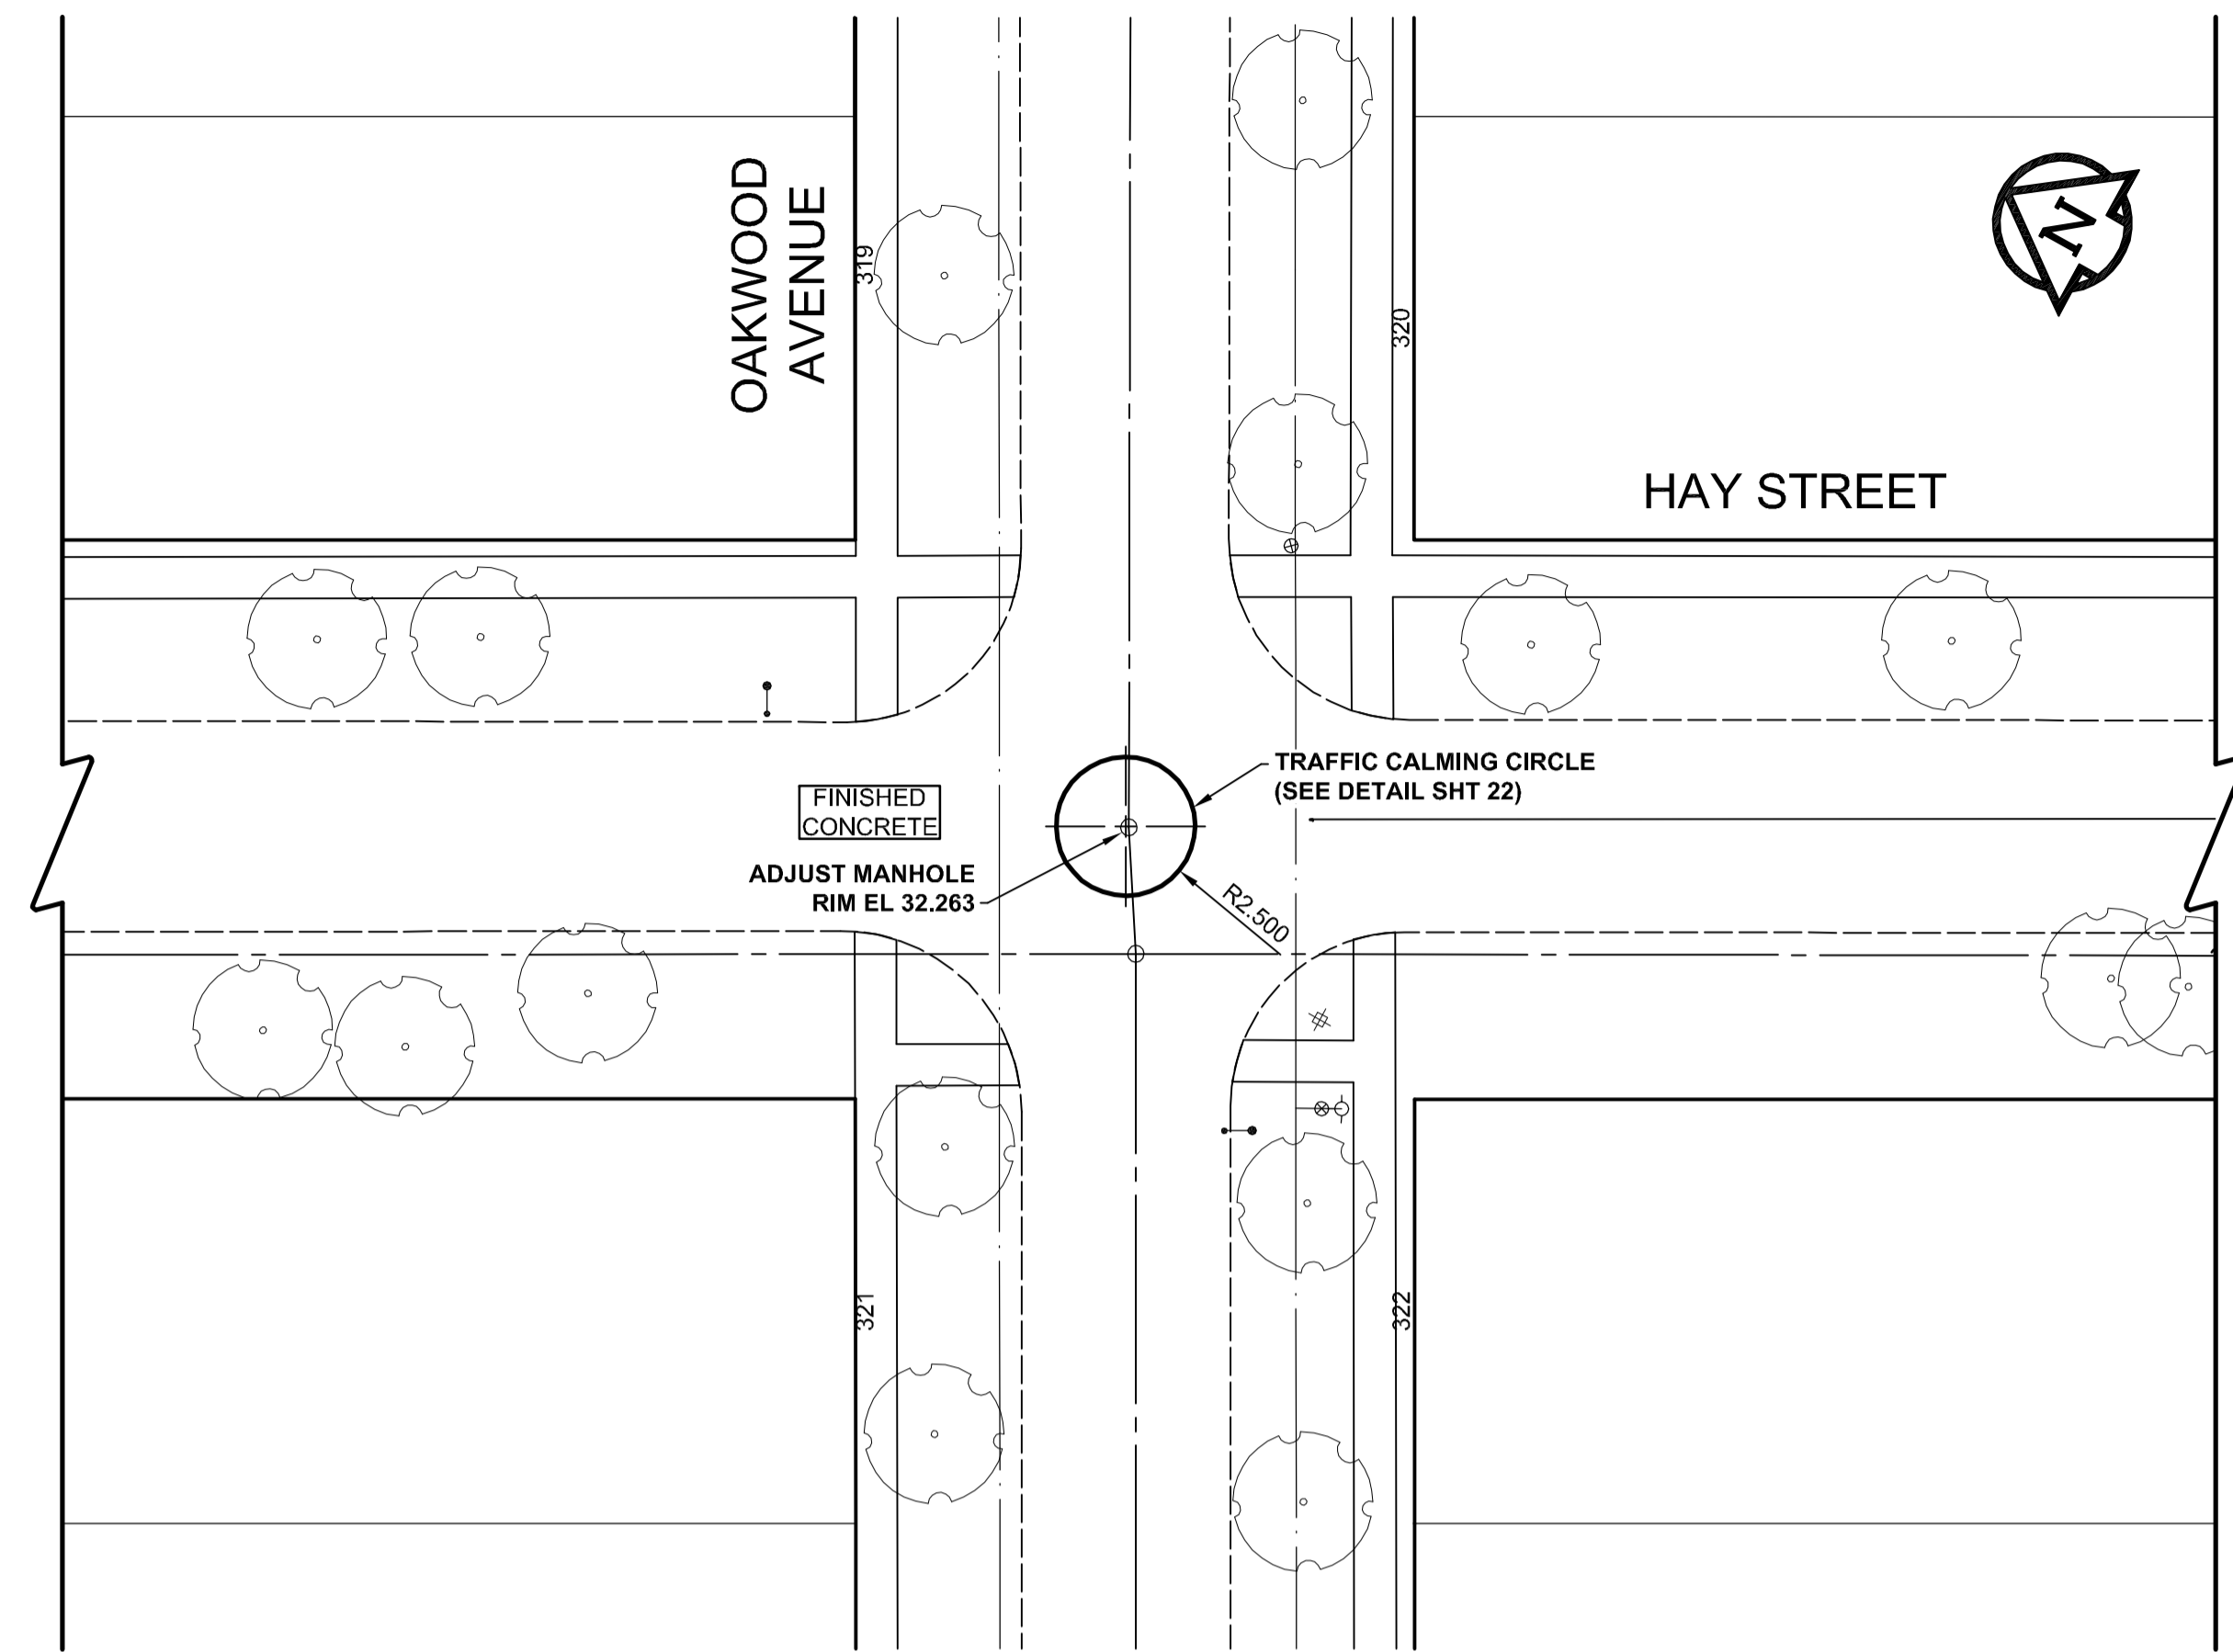 OAKWOOD
AVENUE
319
320
N
HAY STREET
TRAFFIC CALMING CIRCLE
(SEE DETAIL SHT 22)
FINISHED
CONCRETE
ADJUST MANHOLE
RIM EL 32.263
R2.500
321
322